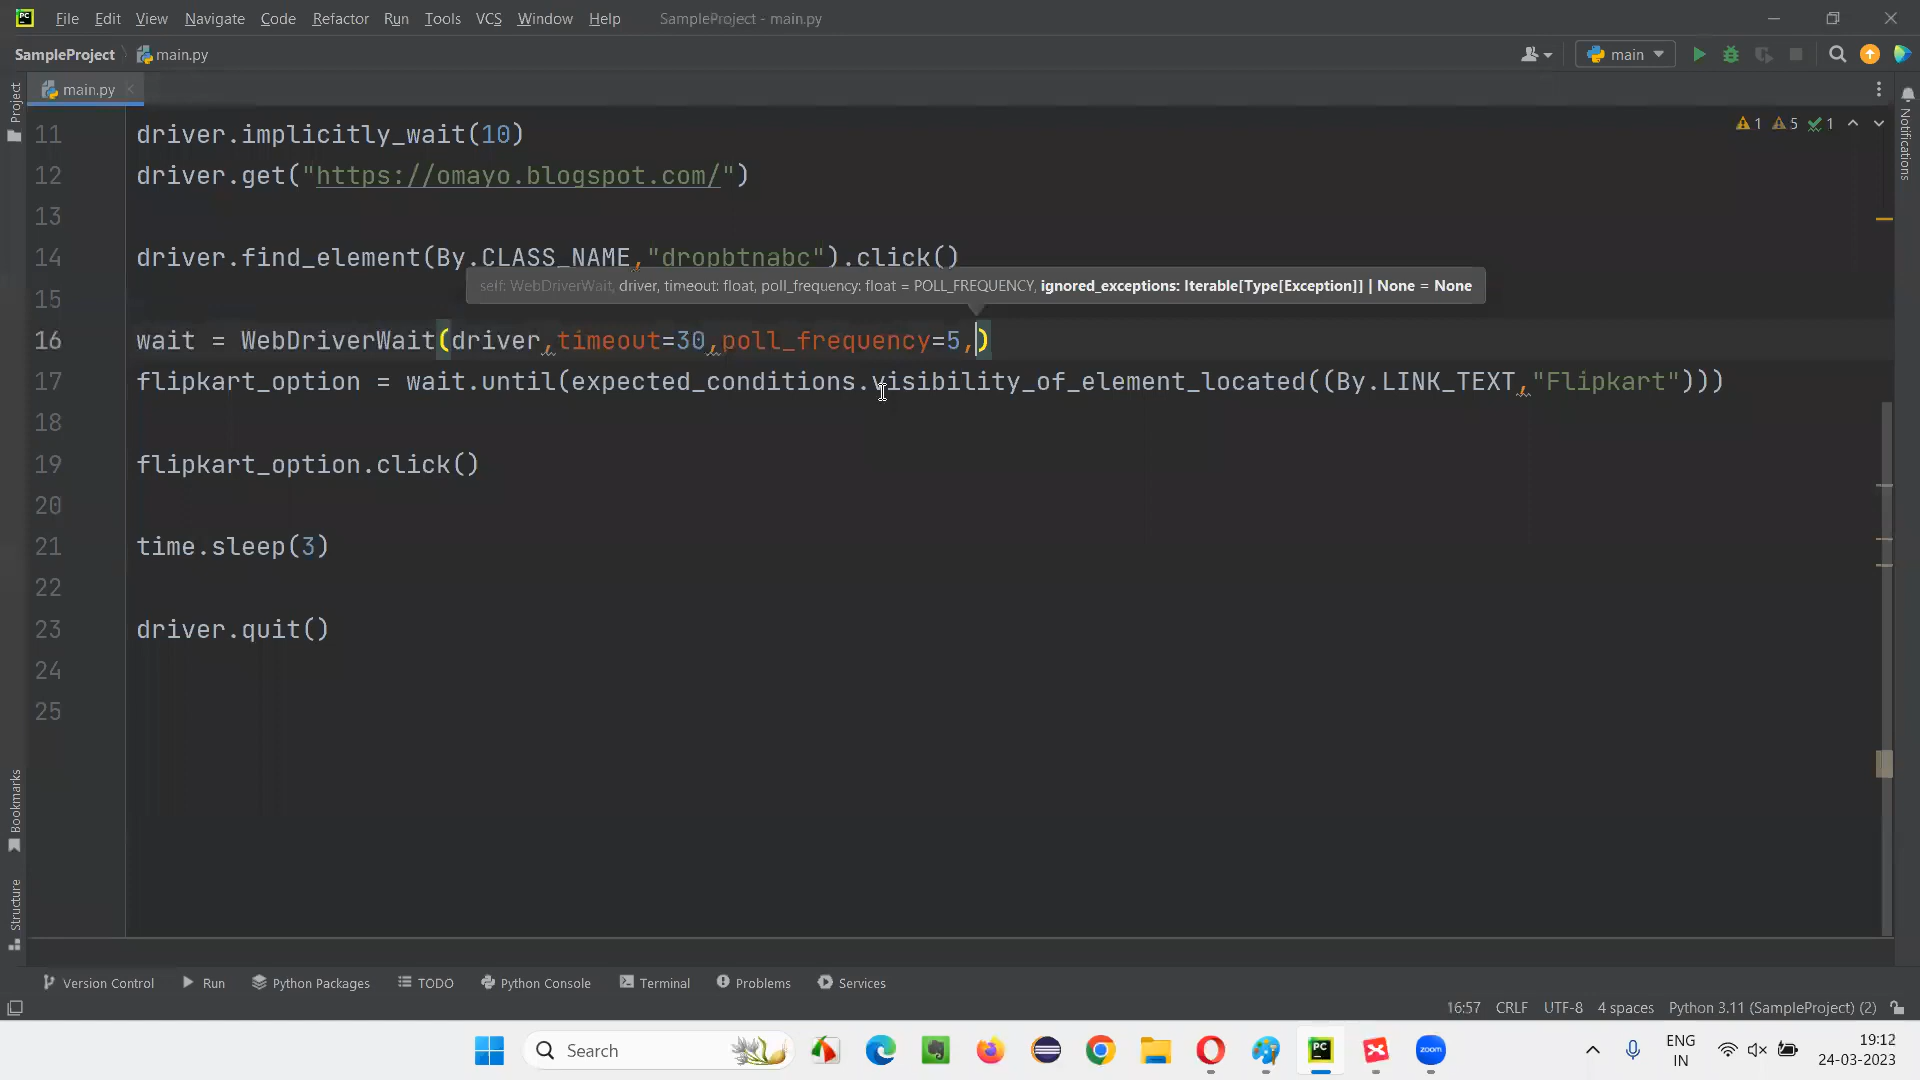 File Edit View Navigate Code Refactor Run Tools VCS Window Help SampleProject - main.py
SampleProject main.py main
main.py
1 5 1
11 driver.implicitly_wait(10)
12 driver.get("https://omayo.blogspot.com/")
13
14 driver.find_element(By.CLASS_NAME,"dropbtnabc").click()
self: WebDriverWait, driver, timeout: float, poll_frequency: float = POLL_FREQUENCY, ignored_exceptions: Iterable[Type[Exception]] | None = None
15
16 wait = WebDriverWait(driver,timeout=30,poll_frequency=5,)
17 flipkart_option = wait.until(expected_conditions.visibility_of_element_located((By.LINK_TEXT,"Flipkart")))
18
19 flipkart_option.click()
20
21 time.sleep(3)
22
23 driver.quit()
24
25
Project
Bookmarks
Structure
Notifications
Version Control Run Python Packages TODO Python Console Terminal Problems Services
16:57 CRLF UTF-8 4 spaces Python 3.11 (SampleProject) (2)
Search PC zoom ENG 19:12
IN 24-03-2023